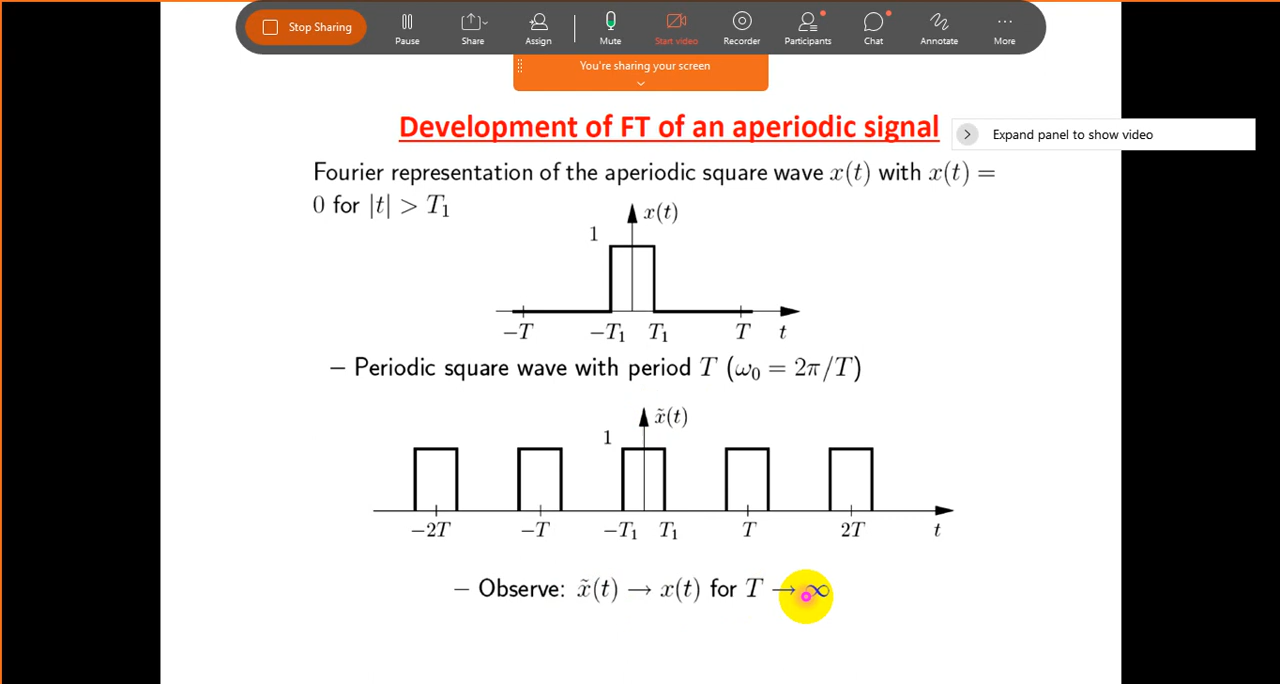 Stop Sharing
Pause
Share
Assign
Mute
Start video
Recorder
Participants
Chat
Annotate
More
You're sharing your screen
Development of FT of an aperiodic signal
Expand panel to show video
Fourier representation of the aperiodic square wave x(t) with x(t) =
0 for |t| > T₁
x(t)
1
−T −T₁ T₁ T t
− Periodic square wave with period T (ω₀ = 2π/T)
x̃(t)
1
−2T −T −T₁ T₁ T 2T t
− Observe: x̃(t) → x(t) for T → ∞